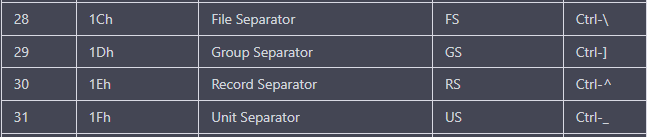 28 1Ch File Separator FS Ctrl-\
29 1Dh Group Separator GS Ctrl-]
30 1Eh Record Separator RS Ctrl-^
31 1Fh Unit Separator US Ctrl-_